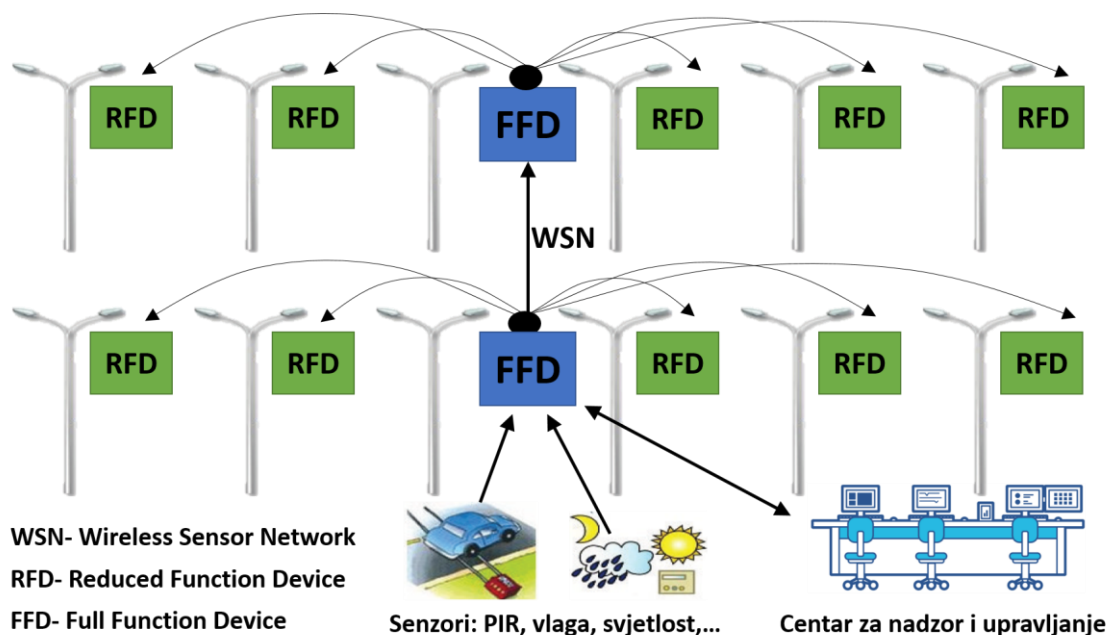 RFD
RFD
FFD
RFD
RFD
RFD
WSN
RFD
RFD
FFD
RFD
RFD
RFD
WSN- Wireless Sensor Network
RFD- Reduced Function Device
FFD- Full Function Device
Senzori: PIR, vlaga, svjetlost,...
Centar za nadzor i upravljanje